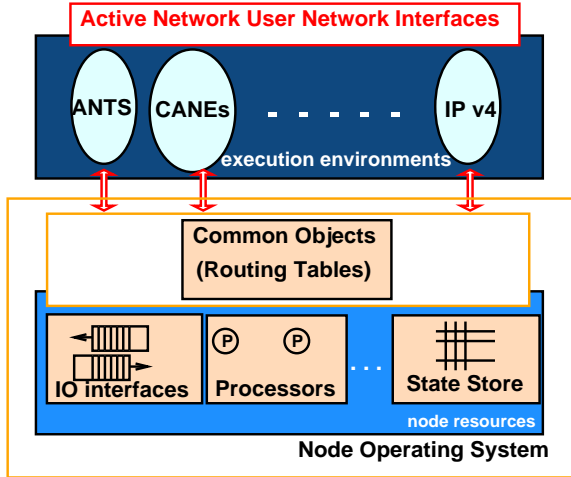 Active Network User Network Interfaces
ANTS
CANEs
- - - - -
IP v4
execution environments
Common Objects
(Routing Tables)
P
P
. . .
IO interfaces
Processors
State Store
node resources
Node Operating System